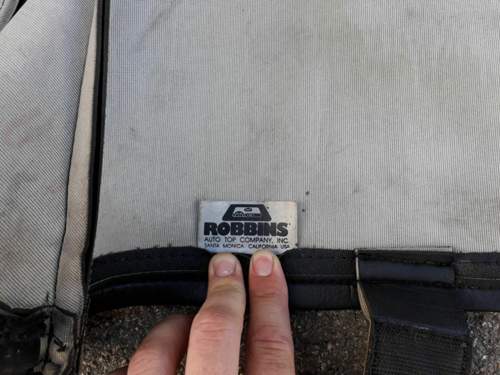 ROBBINS
AUTO TOP COMPANY, INC.
SANTA MONICA, CALIFORNIA USA